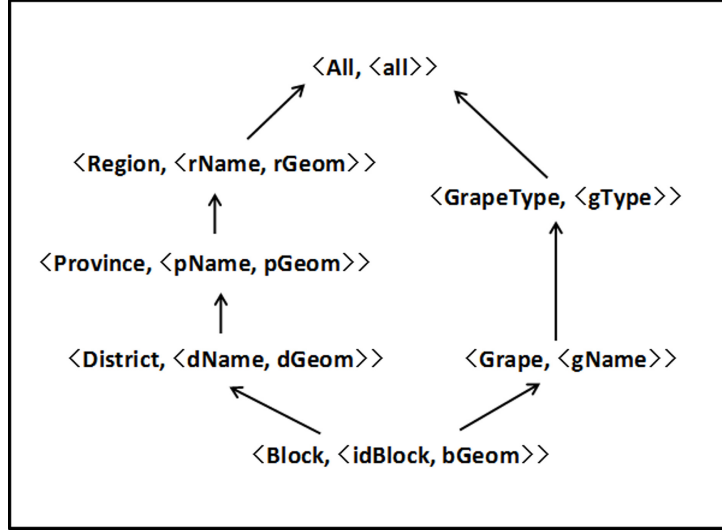 〈All, 〈all〉〉
〈Region, 〈rName, rGeom〉〉
〈GrapeType, 〈gType〉〉
〈Province, 〈pName, pGeom〉〉
〈District, 〈dName, dGeom〉〉
〈Grape, 〈gName〉〉
〈Block, 〈idBlock, bGeom〉〉